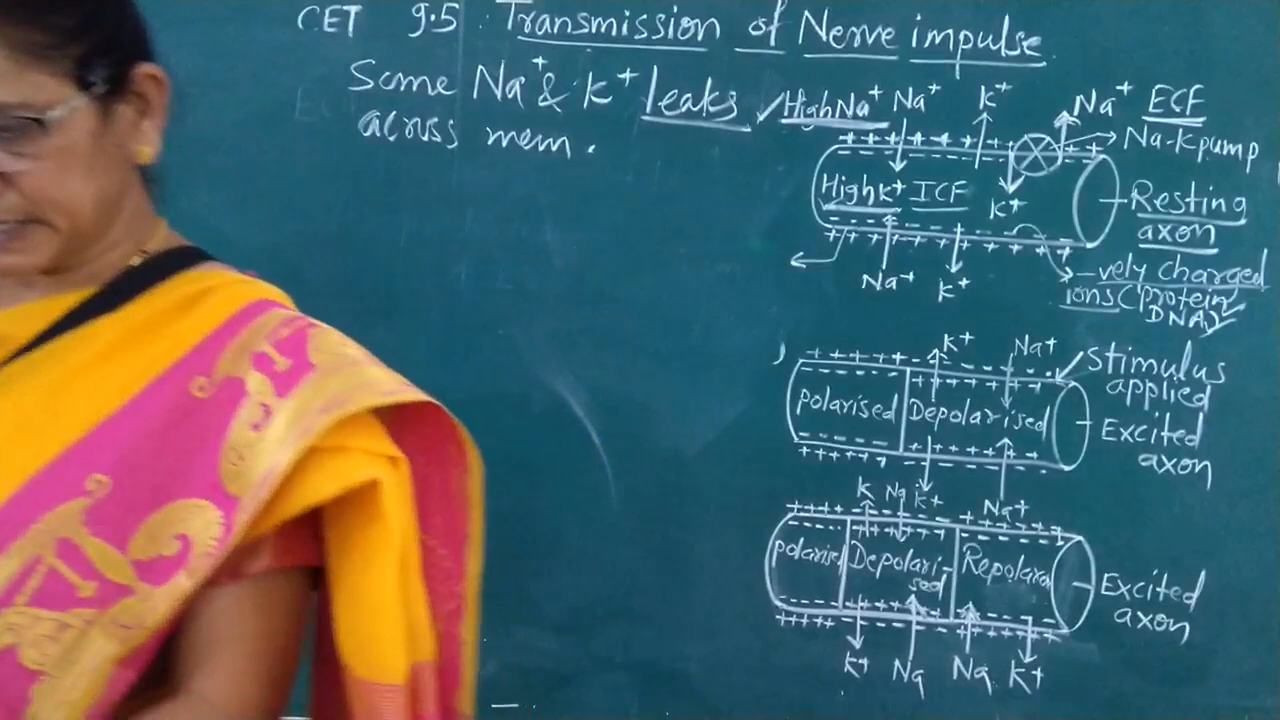 CET 9.5 : Transmission of Nerve impulse
Some Na+ & K+ leaks
across mem.
✓High Na+ Na+ K+ Na+ ECF
Na-K pump
High K+ ICF K+
Resting
axon
Na+ K+
-vely charged
ions (protein
DNA)
K+ Na+
Stimulus
applied
polarised Depolarised
Excited
axon
K Na K+ Na+
polarised Depolari-
sed
Repolar
Excited
axon
K+ Na Na K+